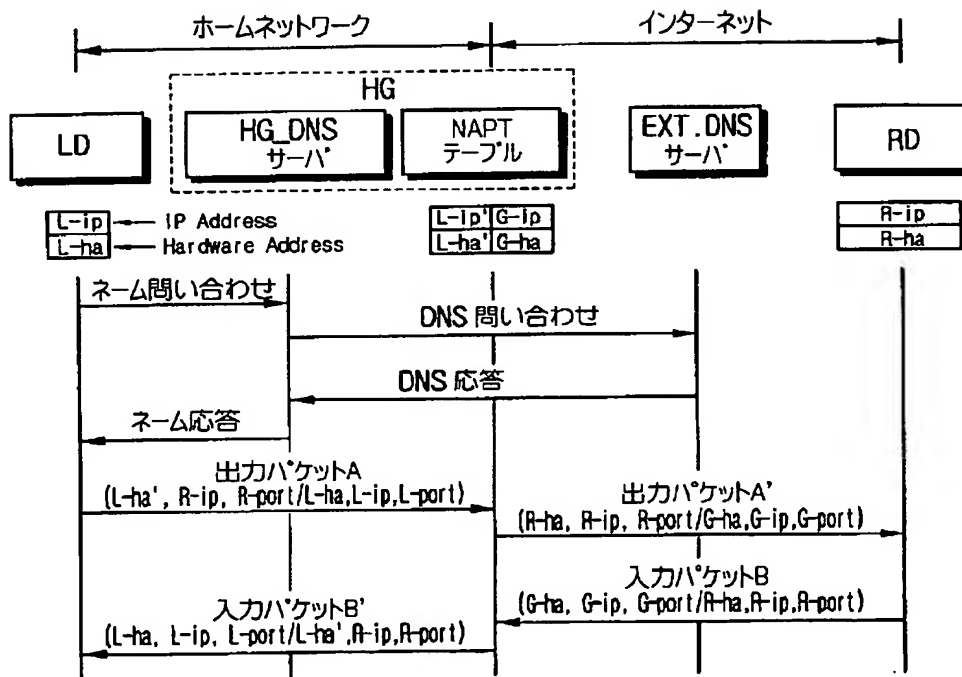 ホームネットワーク
インターネット
HG
LD
HG_DNS
サーバ
NAPT
テーブル
EXT.DNS
サーバ
RD
L-ip
IP Address
L-ha
Hardware Address
L-ip' G-ip
L-ha' G-ha
R-ip
R-ha
ネーム問い合わせ
DNS 問い合わせ
DNS 応答
ネーム応答
出力パケットA
(L-ha', R-ip, R-port/L-ha,L-ip,L-port)
出力パケットA'
(R-ha, R-ip, R-port/G-ha,G-ip,G-port)
入力パケットB
(G-ha, G-ip, G-port/R-ha,R-ip,R-port)
入力パケットB'
(L-ha, L-ip, L-port/L-ha',R-ip,R-port)